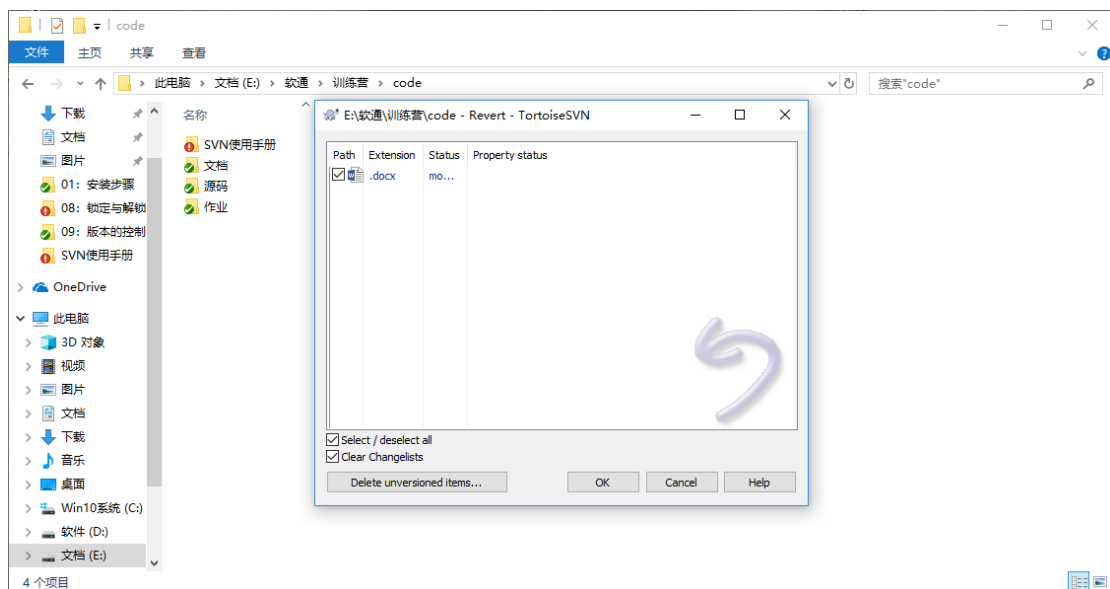 code
文件 主页 共享 查看
此电脑 › 文档 (E:) › 软通 › 训练营 › code
搜索"code"
下载
文档
图片
01：安装步骤
08：锁定与解锁
09：版本的控制
SVN使用手册
OneDrive
此电脑
3D 对象
视频
图片
文档
下载
音乐
桌面
Win10系统 (C:)
软件 (D:)
文档 (E:)
名称
SVN使用手册
文档
源码
作业
E:\软通\训练营\code - Revert - TortoiseSVN
Path Extension Status Property status
.docx mo...
Select / deselect all
Clear Changelists
Delete unversioned items... OK Cancel Help
4 个项目